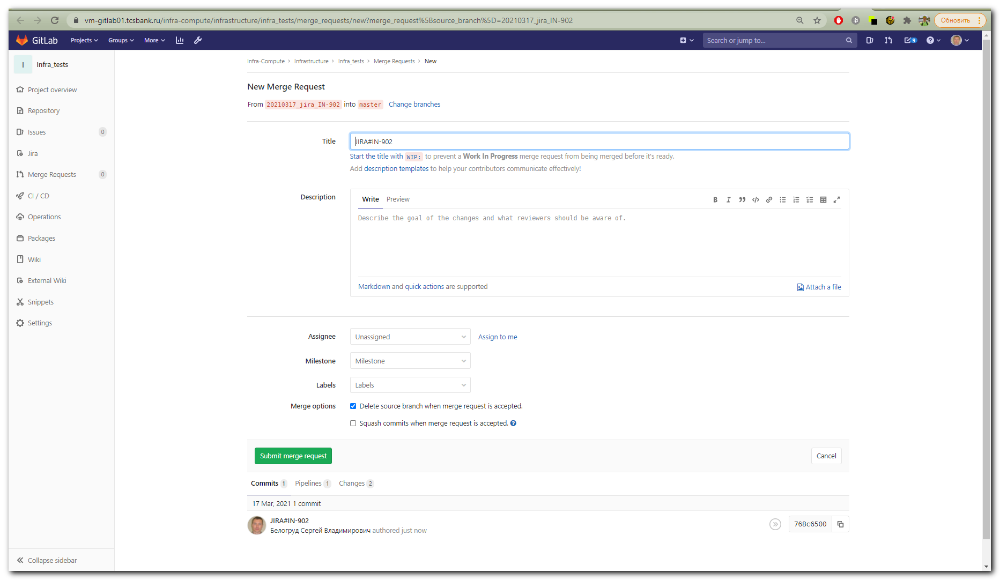 vm-gitlab01.tcsbank.ru/infra-compute/infrastructure/infra_tests/merge_requests/new?merge_request%5Bsource_branch%5D=20210317_jira_IN-902
Обновить
GitLab Projects Groups More
Search or jump to...
9
I Infra_tests
Project overview
Repository
Issues 0
Jira
Merge Requests 0
CI / CD
Operations
Packages
Wiki
External Wiki
Snippets
Settings
Collapse sidebar
Infra-Compute > Infrastructure > Infra_tests > Merge Requests > New
New Merge Request
From 20210317_jira_IN-902 into master Change branches
Title
JIRA#IN-902
Start the title with WIP: to prevent a Work In Progress merge request from being merged before it's ready.
Add description templates to help your contributors communicate effectively!
Description
Write Preview
Describe the goal of the changes and what reviewers should be aware of.
Markdown and quick actions are supported
Attach a file
Assignee Unassigned Assign to me
Milestone Milestone
Labels Labels
Merge options Delete source branch when merge request is accepted.
Squash commits when merge request is accepted.
Submit merge request
Cancel
Commits 1 Pipelines 1 Changes 2
17 Mar, 2021 1 commit
JIRA#IN-902
Белогруд Сергей Владимирович authored just now
768c6500